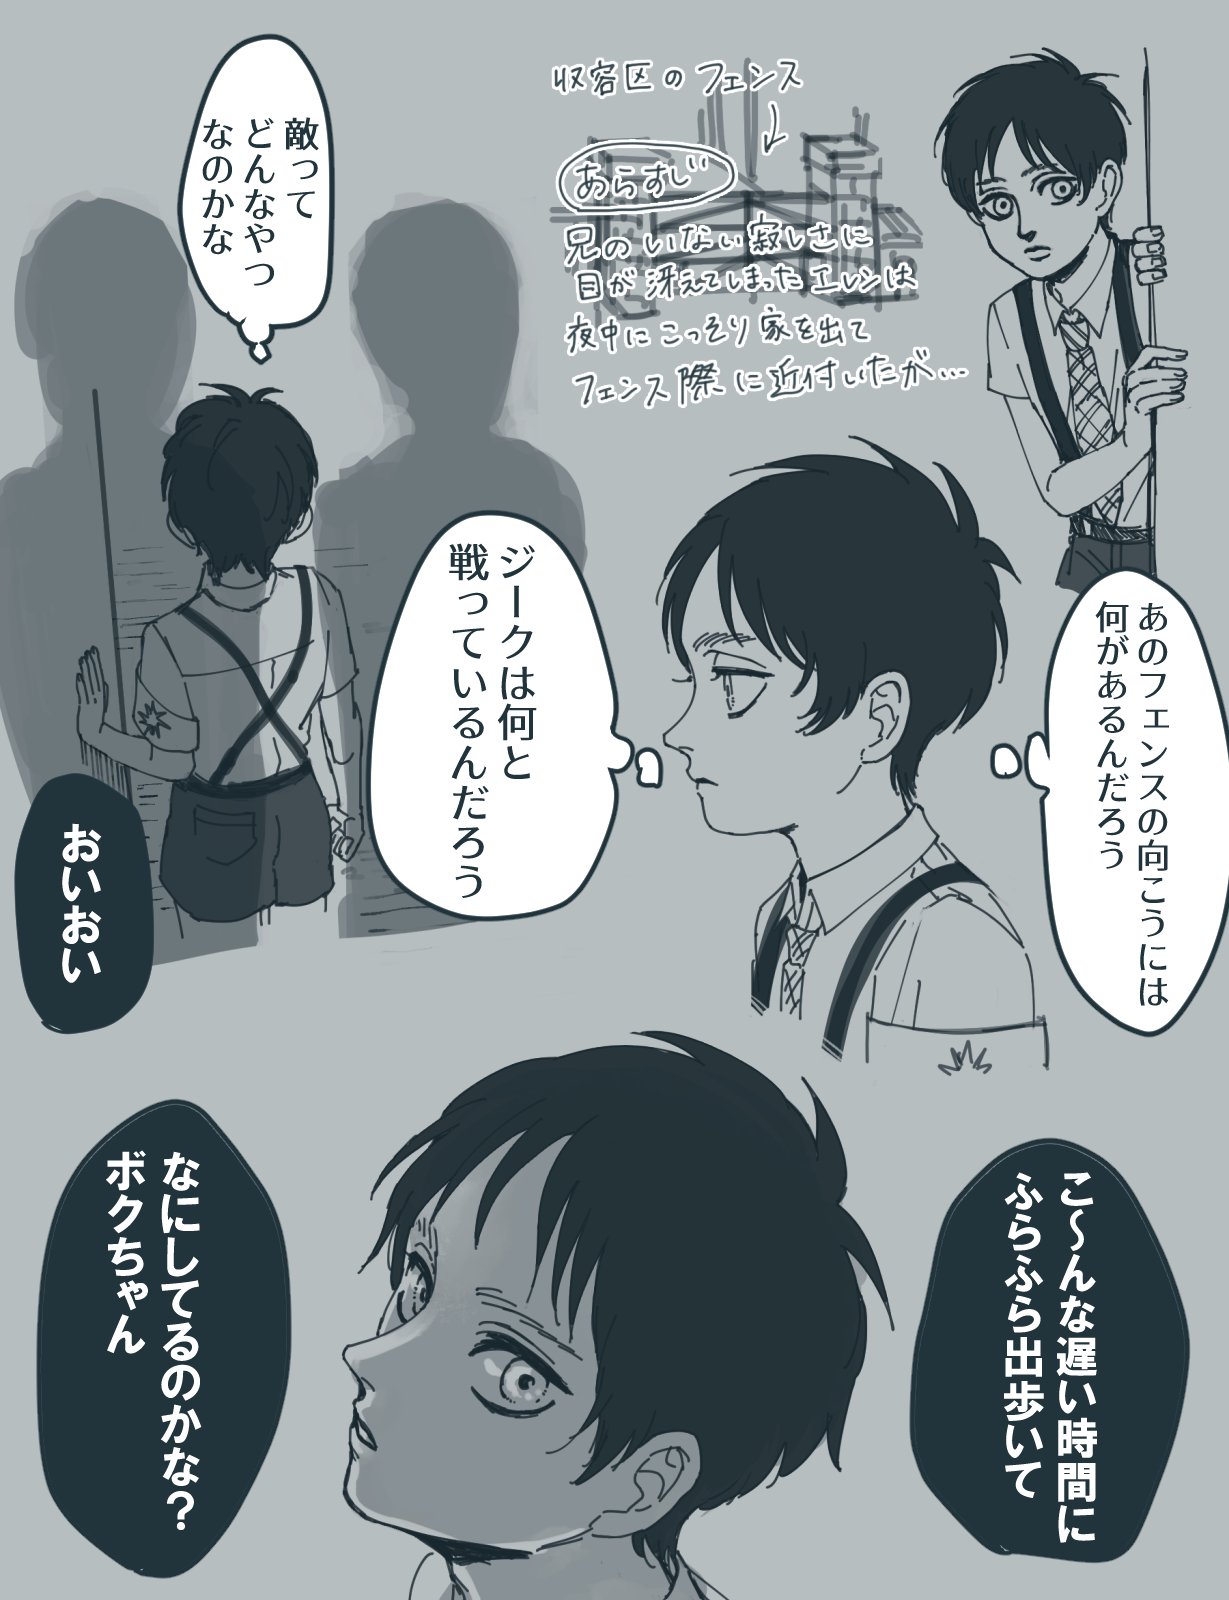 収容区のフェンス
あらすじ
兄のいない寂しさに
目が冴えてしまったエレンは
夜中にこっそり家を出て
フェンス際に近付いたが…
あのフェンスの向こうには
何があるんだろう
ジークは何と
戦っているんだろう
敵って
どんなやつ
なのかな
おいおい
こ～んな遅い時間に
ふらふら出歩いて
なにしてるのかな?
ボクちゃん